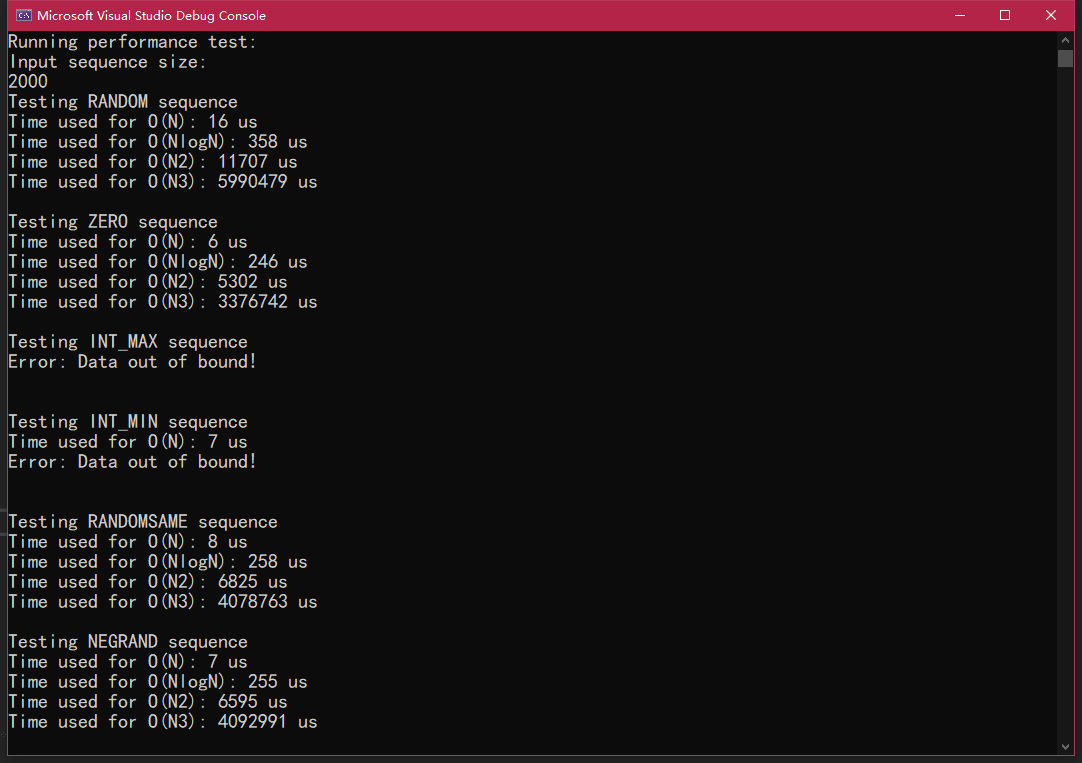 Microsoft Visual Studio Debug Console
Running performance test:
Input sequence size:
2000
Testing RANDOM sequence
Time used for O(N): 16 us
Time used for O(NlogN): 358 us
Time used for O(N2): 11707 us
Time used for O(N3): 5990479 us
Testing ZERO sequence
Time used for O(N): 6 us
Time used for O(NlogN): 246 us
Time used for O(N2): 5302 us
Time used for O(N3): 3376742 us
Testing INT_MAX sequence
Error: Data out of bound!
Testing INT_MIN sequence
Time used for O(N): 7 us
Error: Data out of bound!
Testing RANDOMSAME sequence
Time used for O(N): 8 us
Time used for O(NlogN): 258 us
Time used for O(N2): 6825 us
Time used for O(N3): 4078763 us
Testing NEGRAND sequence
Time used for O(N): 7 us
Time used for O(NlogN): 255 us
Time used for O(N2): 6595 us
Time used for O(N3): 4092991 us